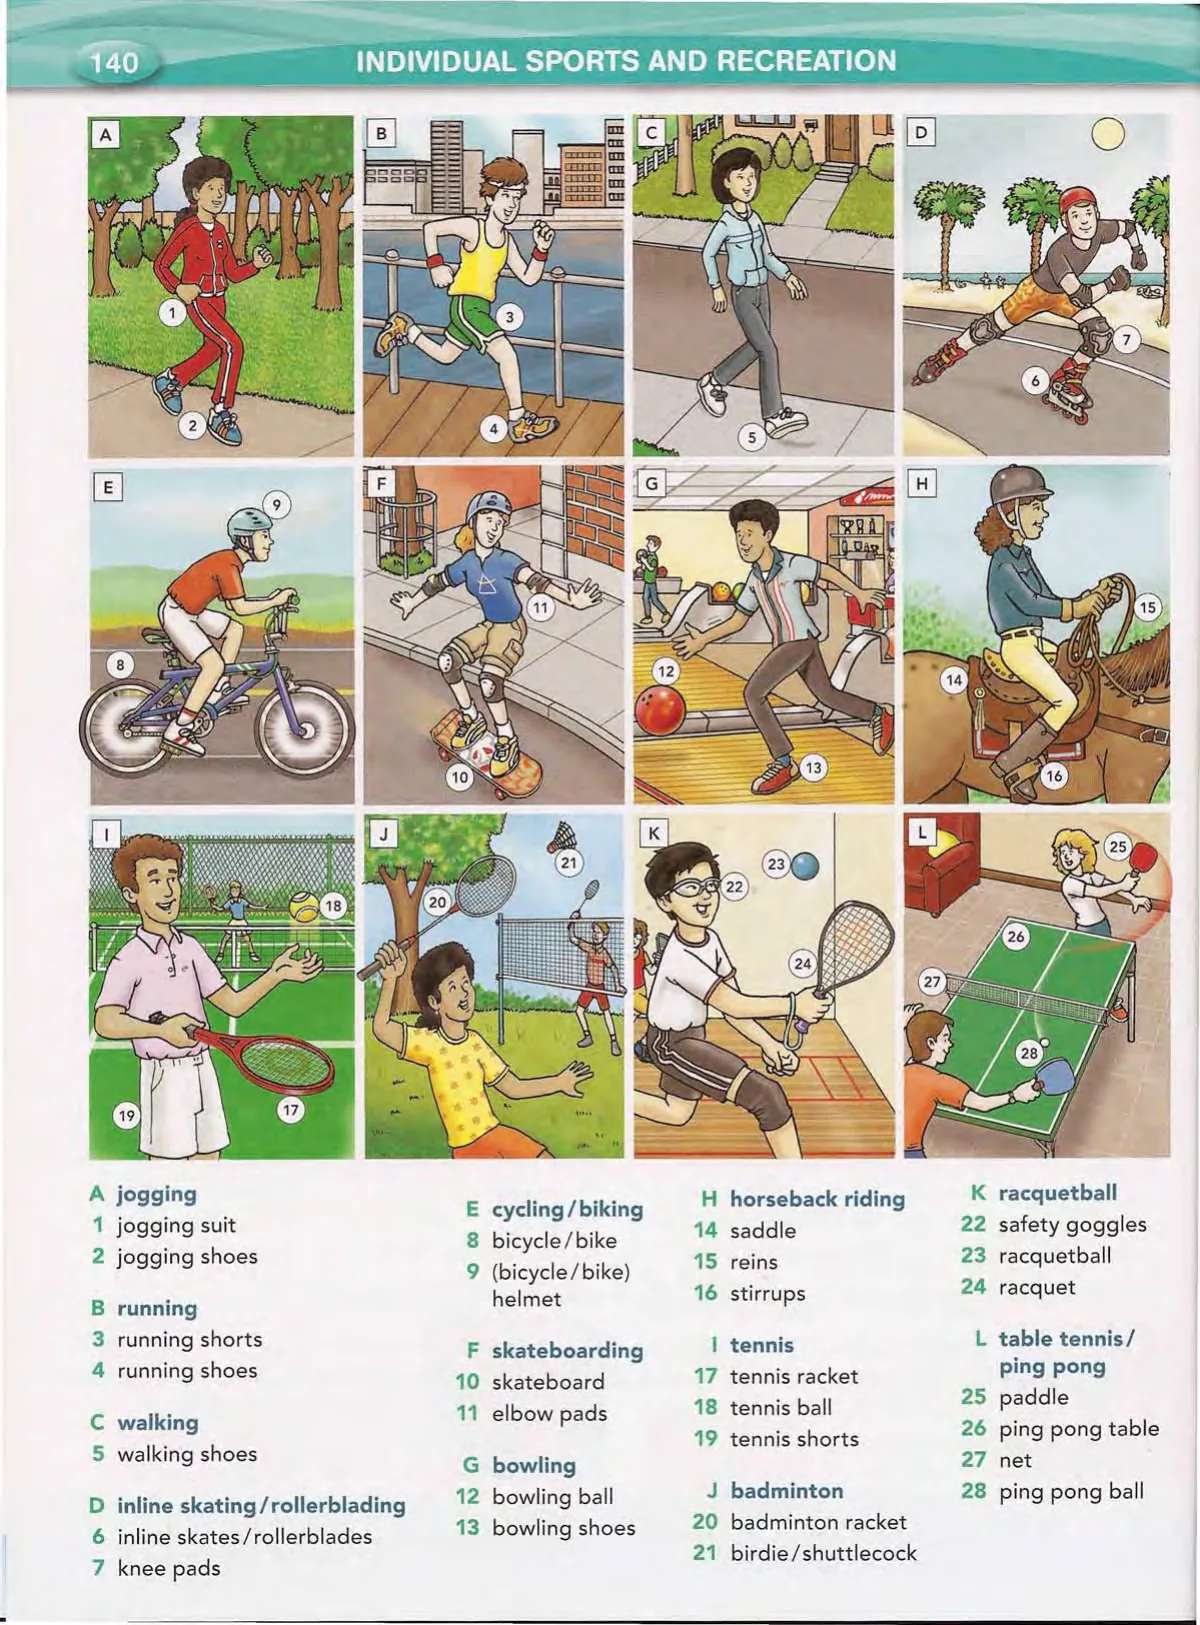 140
INDIVIDUAL SPORTS AND RECREATION
A
B
C
D
1
2
3
4
5
6
7
E
F
G
H
8
9
10
11
12
13
14
15
16
I
J
K
L
17
18
19
20
21
22
23
24
25
26
27
28
A jogging
1 jogging suit
2 jogging shoes
B running
3 running shorts
4 running shoes
C walking
5 walking shoes
D inline skating/rollerblading
6 inline skates/rollerblades
7 knee pads
E cycling/biking
8 bicycle/bike
9 (bicycle/bike)
helmet
F skateboarding
10 skateboard
11 elbow pads
G bowling
12 bowling ball
13 bowling shoes
H horseback riding
14 saddle
15 reins
16 stirrups
I tennis
17 tennis racket
18 tennis ball
19 tennis shorts
J badminton
20 badminton racket
21 birdie/shuttlecock
K racquetball
22 safety goggles
23 racquetball
24 racquet
L table tennis/
ping pong
25 paddle
26 ping pong table
27 net
28 ping pong ball